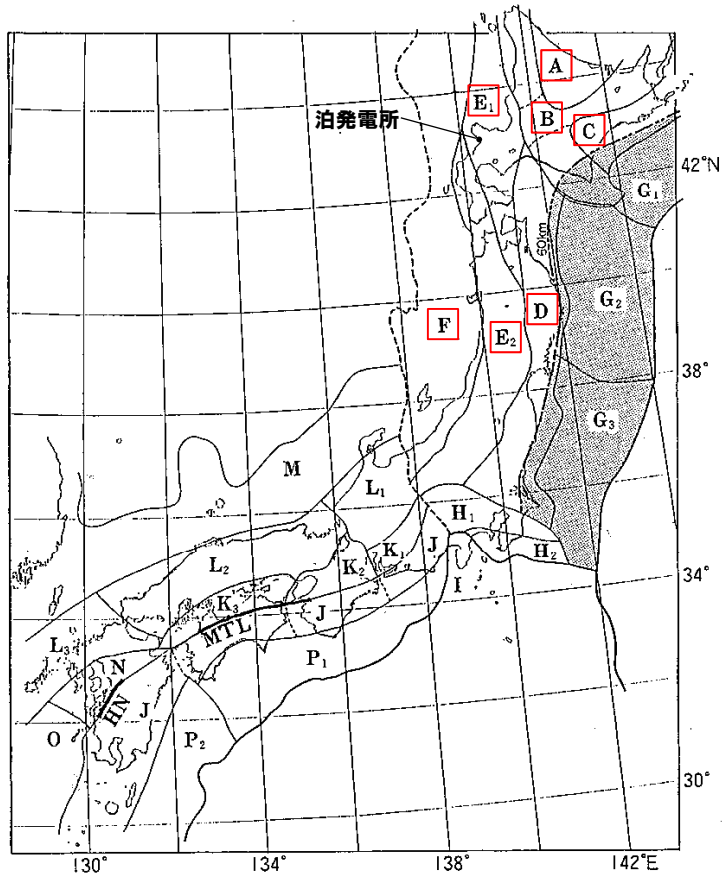 A
E₁
B
泊発電所
C
42°N
G₁
60km
G₂
D
F
E₂
38°
G₃
M
L₁
H₁
K₁
J
H₂
L₂
K₂
I
34°
K₃
J
MTL
L₃
P₁
N
HN
J
O
P₂
30°
130°
134°
138°
142°E